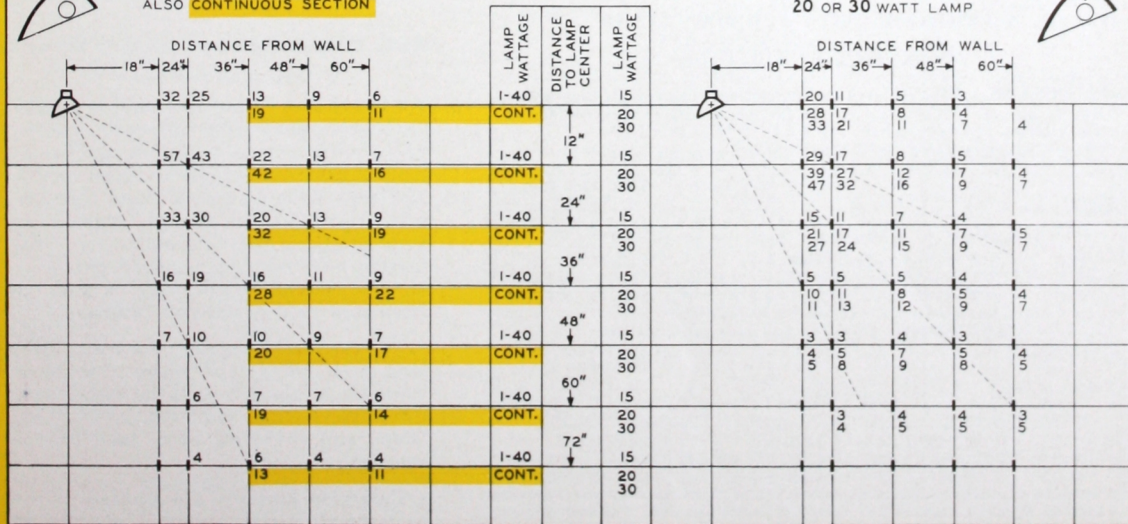 ALSO CONTINUOUS SECTION
20 OR 30 WATT LAMP
LAMP WATTAGE
DISTANCE TO LAMP CENTER
LAMP WATTAGE
DISTANCE FROM WALL
DISTANCE FROM WALL
18" 24" 36" 48" 60"
18" 24" 36" 48" 60"
32 25 13 9 6 1-40 15 20 11 5 3
19 11 CONT. 20 28 17 8 4
30 33 21 11 7 4
12"
57 43 22 13 7 1-40 15 29 17 8 5
42 16 CONT. 20 39 27 12 7 4
30 47 32 16 9 7
24"
33 30 20 13 9 1-40 15 15 11 7 4
32 19 CONT. 20 21 17 11 7 5
30 27 24 15 9 7
36"
16 19 16 11 9 1-40 15 5 5 5 4
28 22 CONT. 20 10 11 8 5 4
30 11 13 12 9 7
48"
7 10 10 9 7 1-40 15 3 3 4 3
20 17 CONT. 20 4 5 7 5 4
30 5 8 9 8 5
60"
6 7 7 6 1-40 15
19 14 CONT. 20 3 4 4 3
30 4 5 5 5
72"
4 6 4 4 1-40 15
13 11 CONT. 20
30